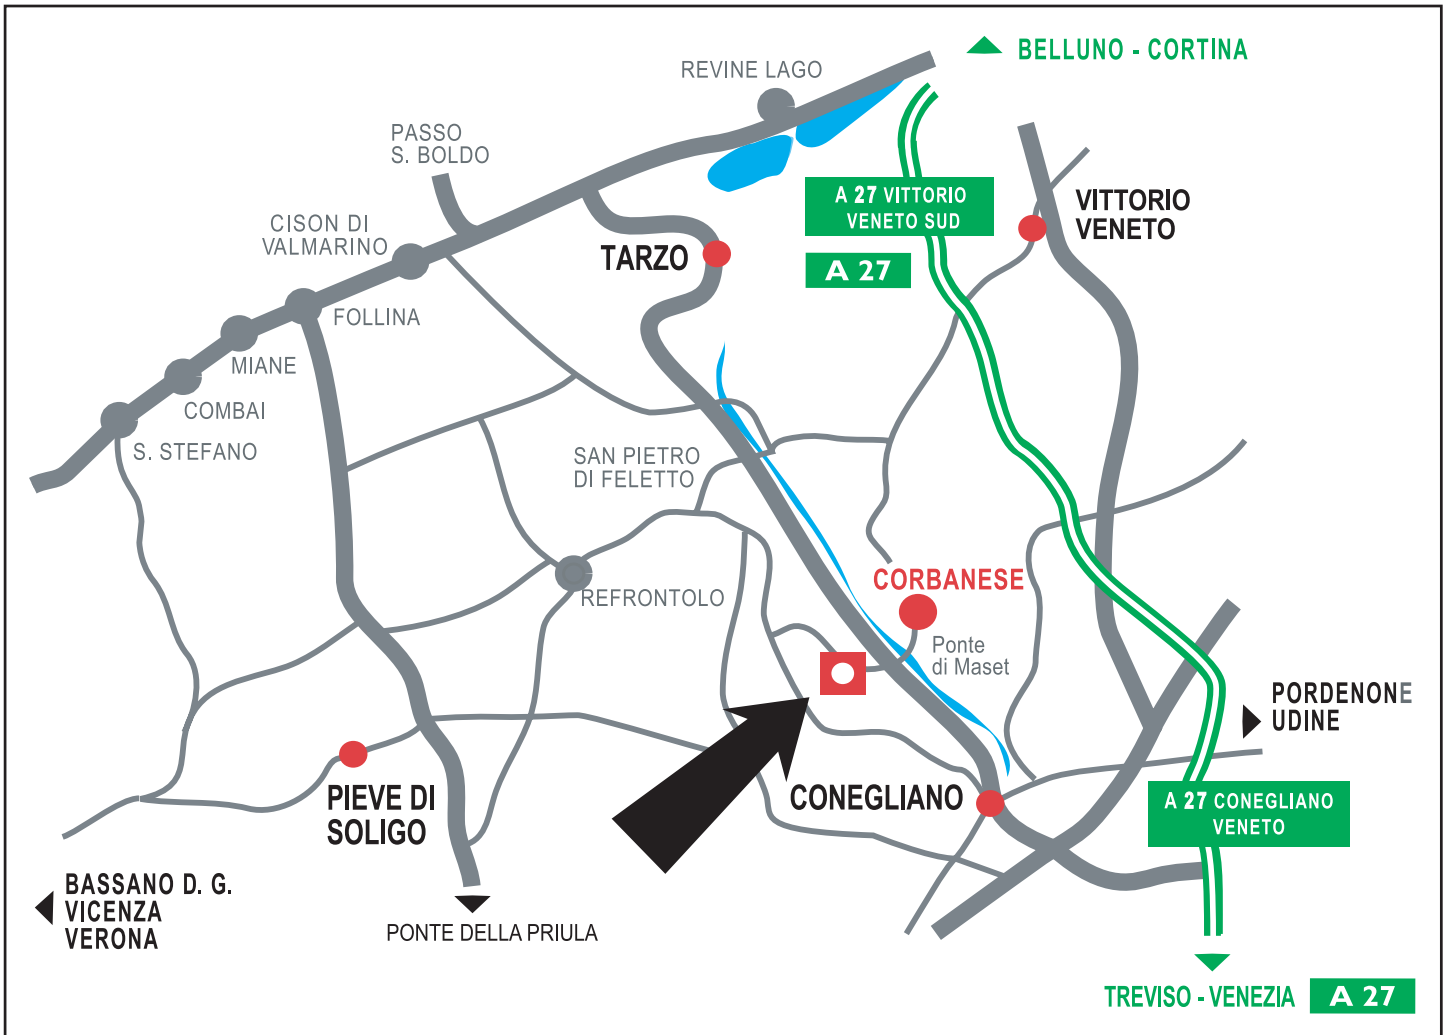 BELLUNO - CORTINA
REVINE LAGO
PASSO
S. BOLDO
A 27 VITTORIO
VENETO SUD
VITTORIO
VENETO
CISON DI
VALMARINO
TARZO
A 27
FOLLINA
MIANE
COMBAI
S. STEFANO
SAN PIETRO
DI FELETTO
CORBANESE
REFRONTOLO
Ponte
di Maset
PORDENONE
UDINE
PIEVE DI
SOLIGO
CONEGLIANO
A 27 CONEGLIANO
VENETO
BASSANO D. G.
VICENZA
VERONA
PONTE DELLA PRIULA
TREVISO - VENEZIA A 27